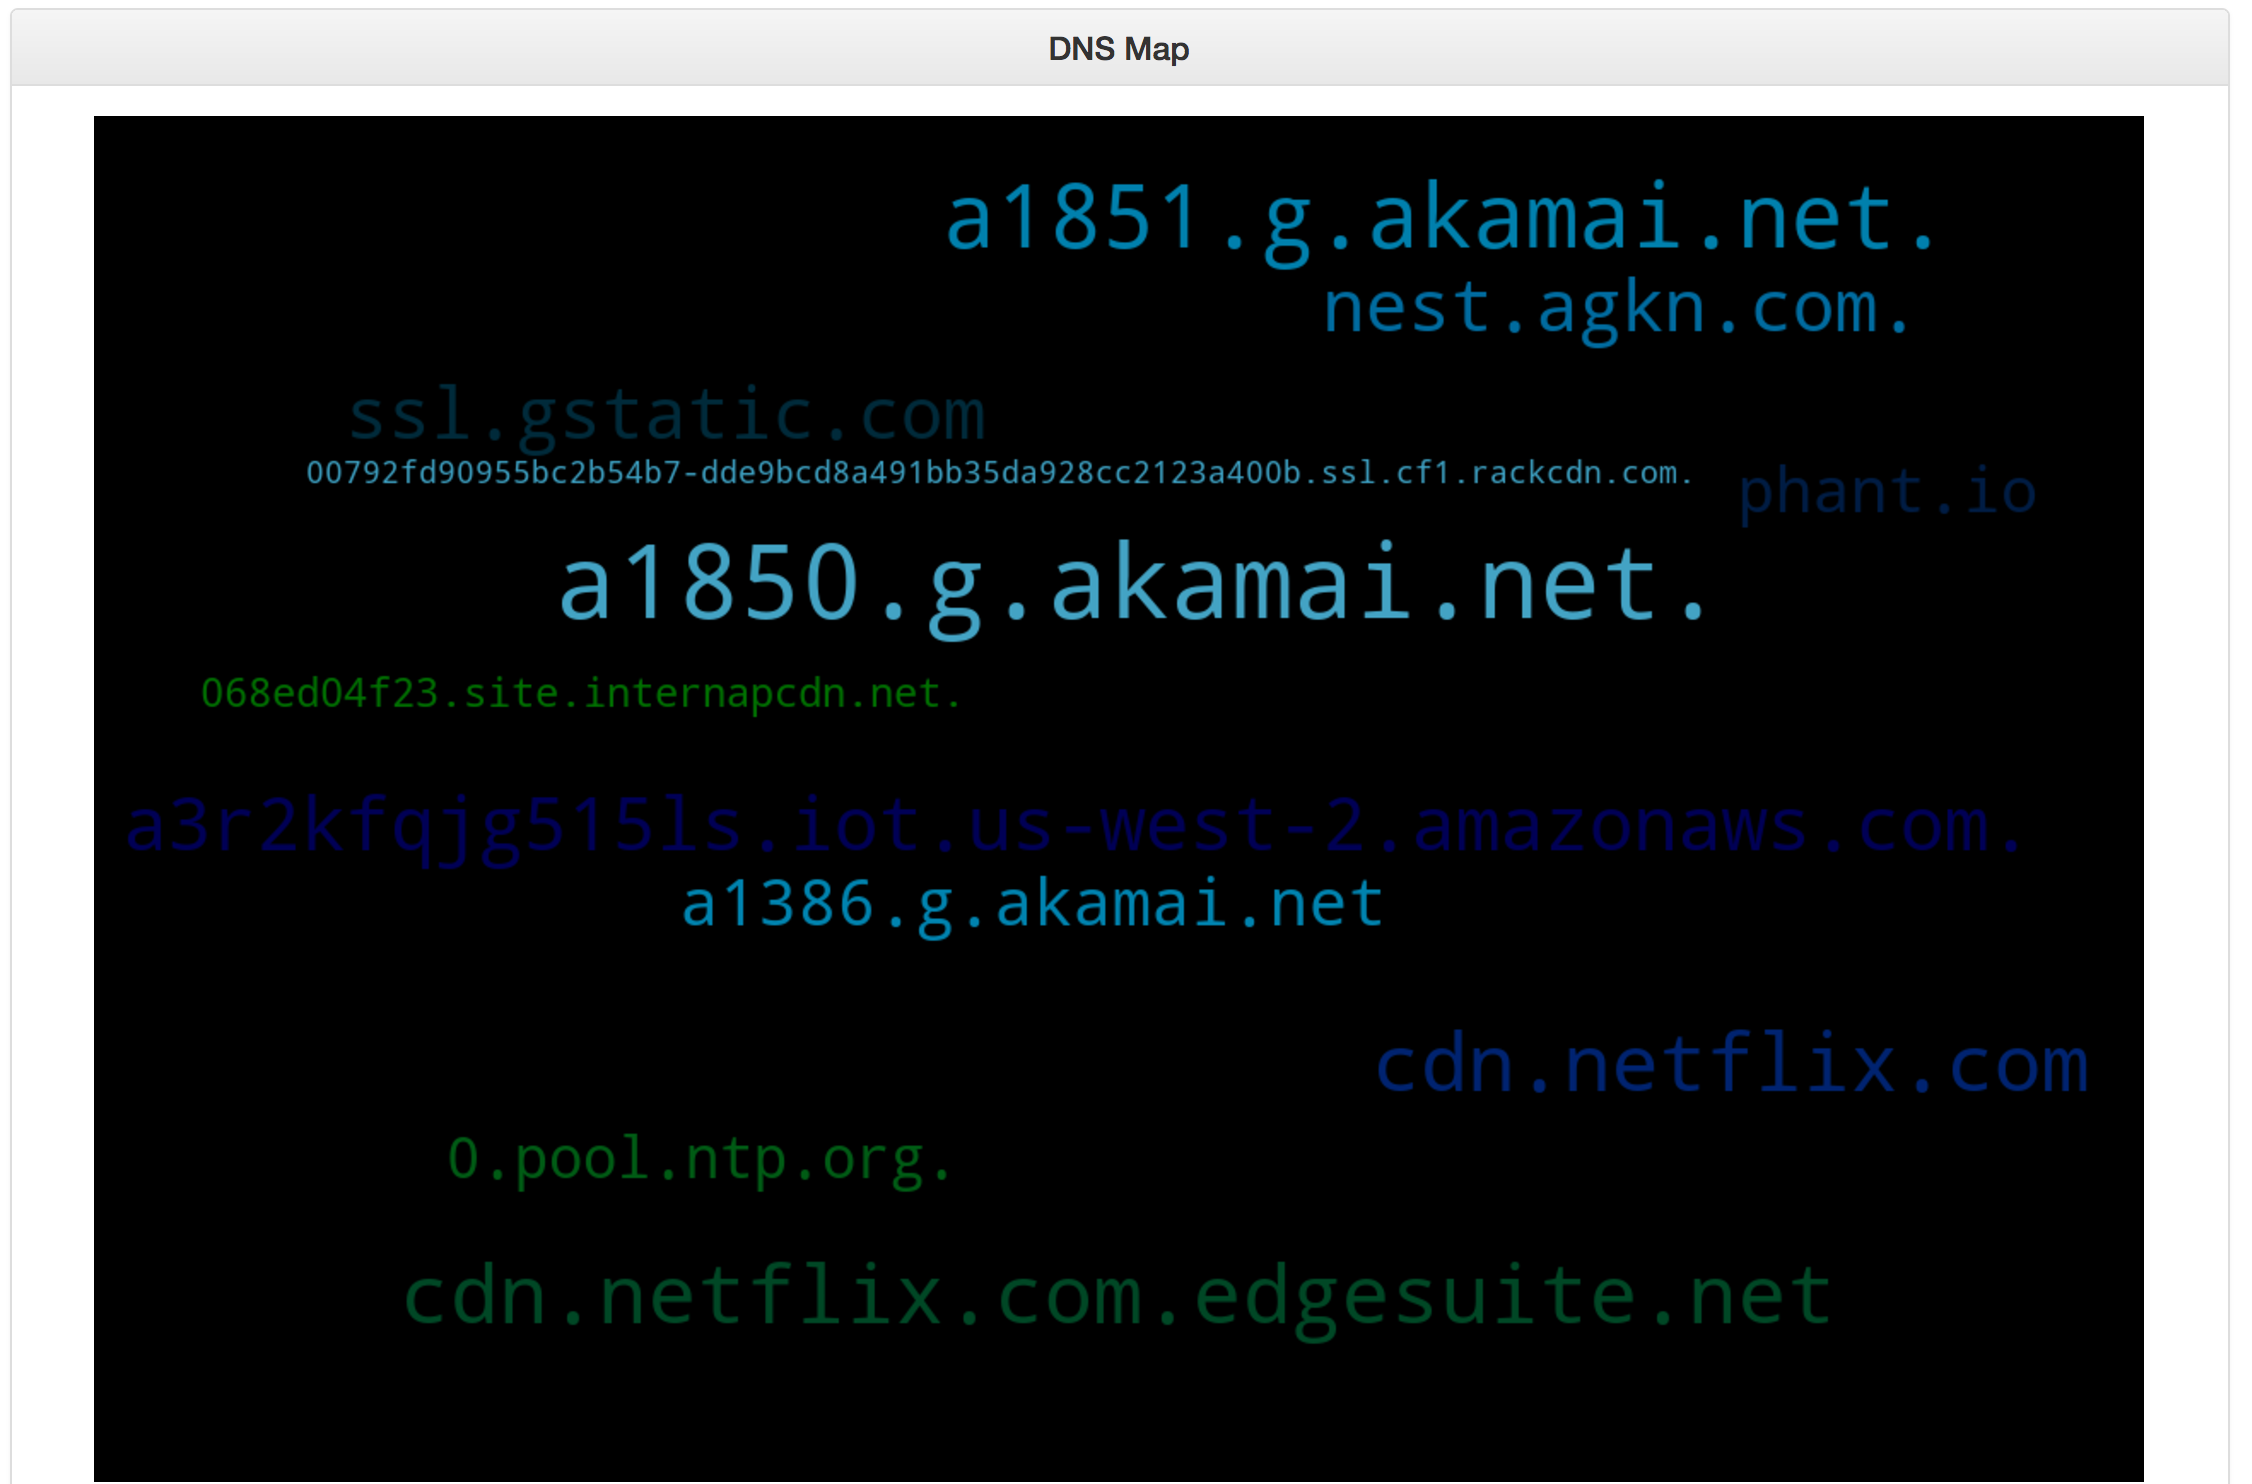 DNS Map
a1851.g.akamai.net.
nest.agkn.com.
ssl.gstatic.com
00792fd90955bc2b54b7-dde9bcd8a491bb35da928cc2123a400b.ssl.cf1.rackcdn.com.
phant.io
a1850.g.akamai.net.
068ed04f23.site.internapcdn.net.
a3r2kfqjg515ls.iot.us-west-2.amazonaws.com.
a1386.g.akamai.net
cdn.netflix.com
0.pool.ntp.org.
cdn.netflix.com.edgesuite.net